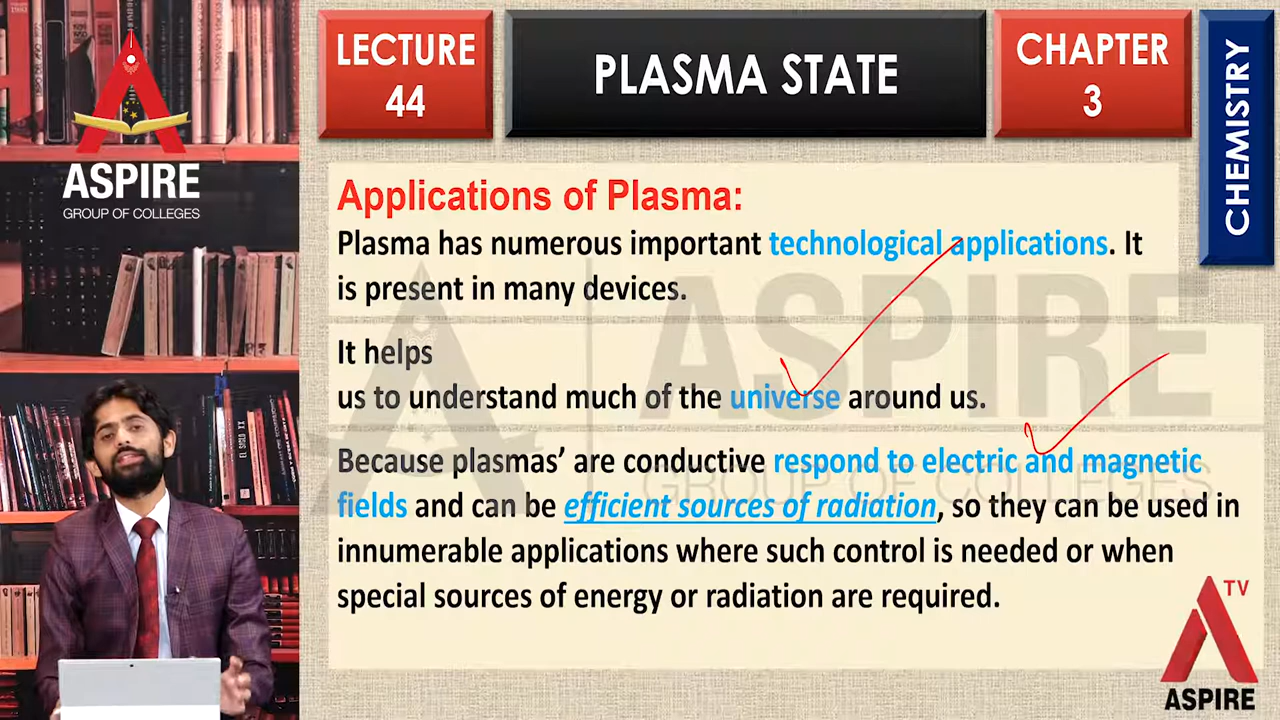 LECTURE
44
PLASMA STATE
CHAPTER
3
CHEMISTRY
ASPIRE
GROUP OF COLLEGES
Applications of Plasma:
Plasma has numerous important technological applications. It
is present in many devices.
It helps
us to understand much of the universe around us.
Because plasmas’ are conductive respond to electric and magnetic
fields and can be efficient sources of radiation, so they can be used in
innumerable applications where such control is needed or when
special sources of energy or radiation are required.
ASPIRE
GROUP OF COLLEGES
TV
ASPIRE